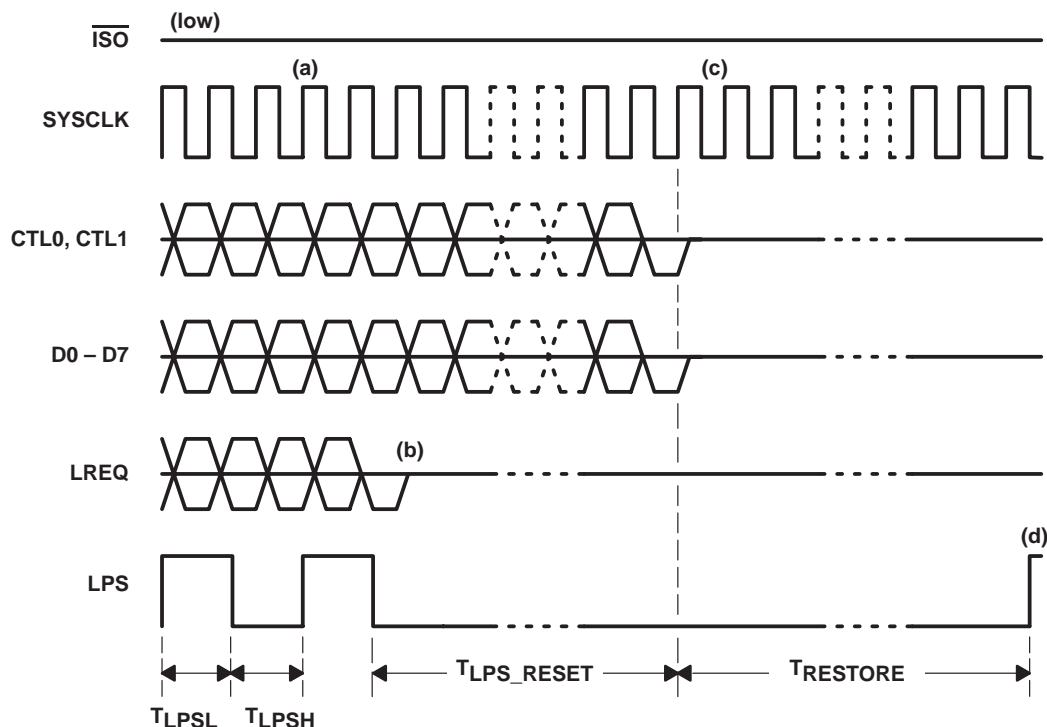 ISO
(low)
(a)
(c)
SYSCLK
CTL0, CTL1
D0 – D7
(b)
LREQ
(d)
LPS
TLPS_RESET
TRESTORE
TLPSL
TLPSH